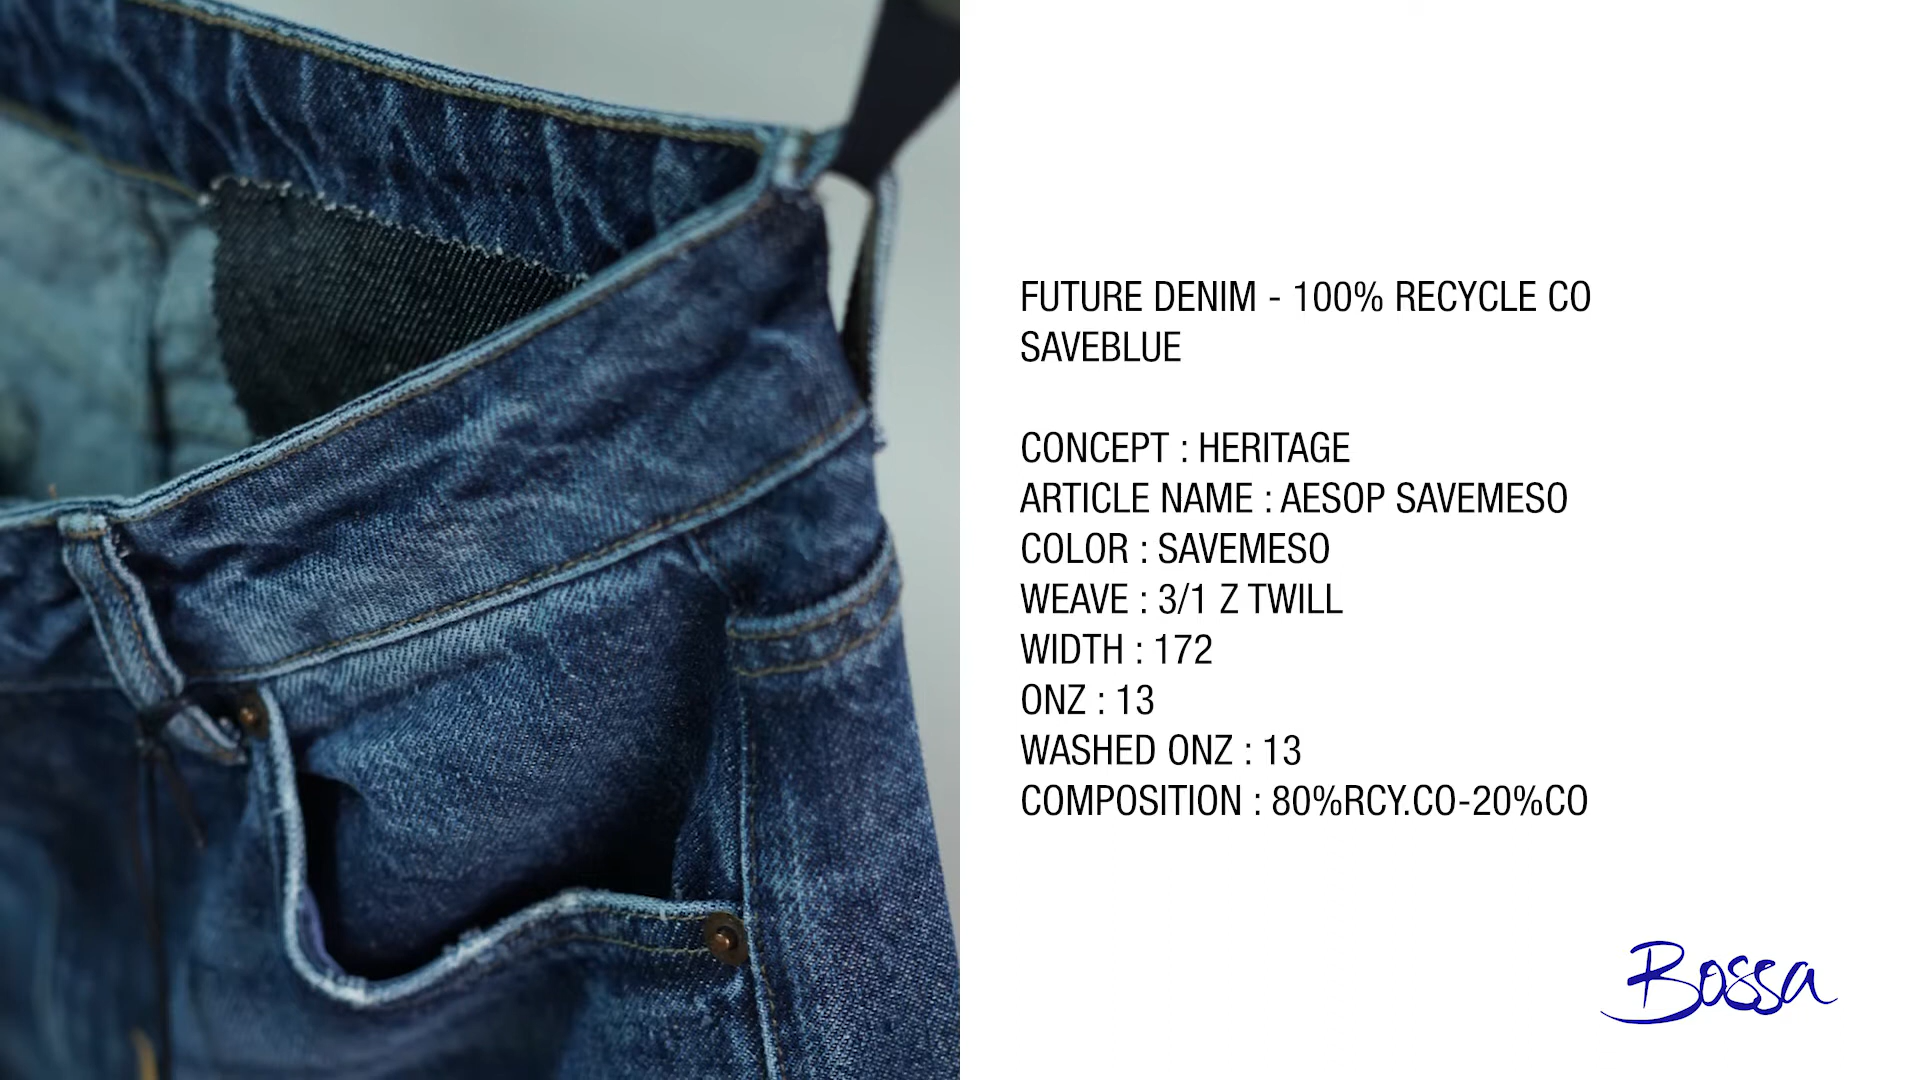 FUTURE DENIM - 100% RECYCLE CO
SAVEBLUE
CONCEPT : HERITAGE
ARTICLE NAME : AESOP SAVEMESO
COLOR : SAVEMESO
WEAVE : 3/1 Z TWILL
WIDTH : 172
ONZ : 13
WASHED ONZ : 13
COMPOSITION : 80%RCY.CO-20%CO
Bossa